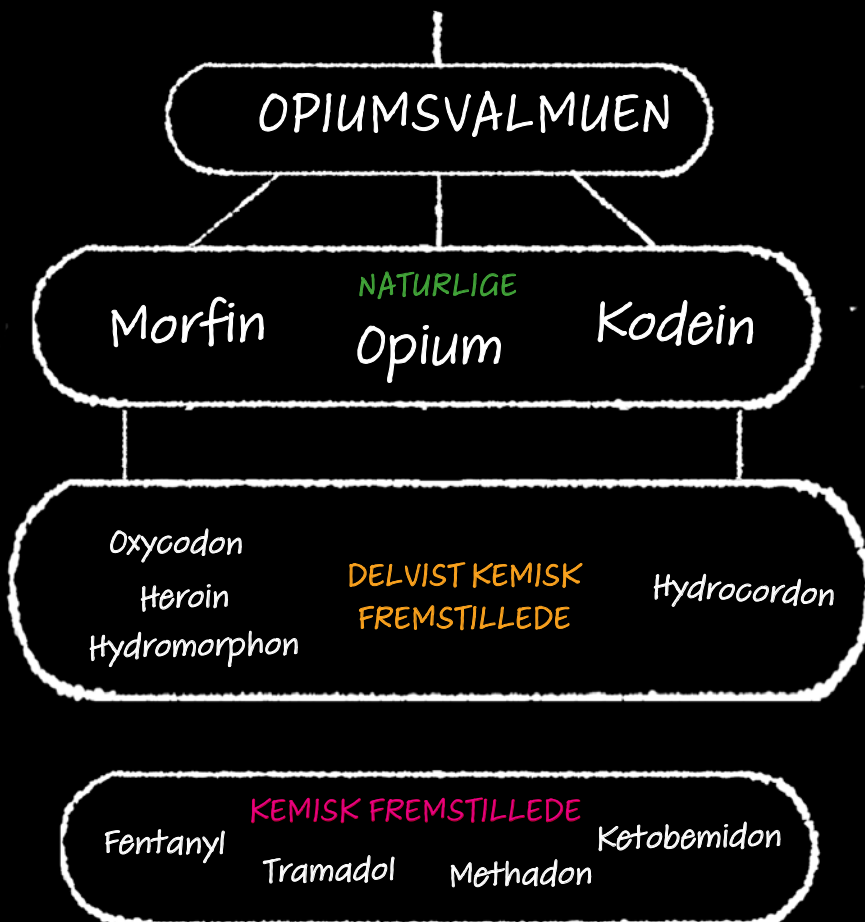 OPIUMSVALMUEN
NATURLIGE
Morfin
Opium
Kodein
Oxycodon
Heroin
Hydromorphon
DELVIST KEMISK
FREMSTILLEDE
Hydrocordon
KEMISK FREMSTILLEDE
Fentanyl
Tramadol
Methadon
Ketobemidon